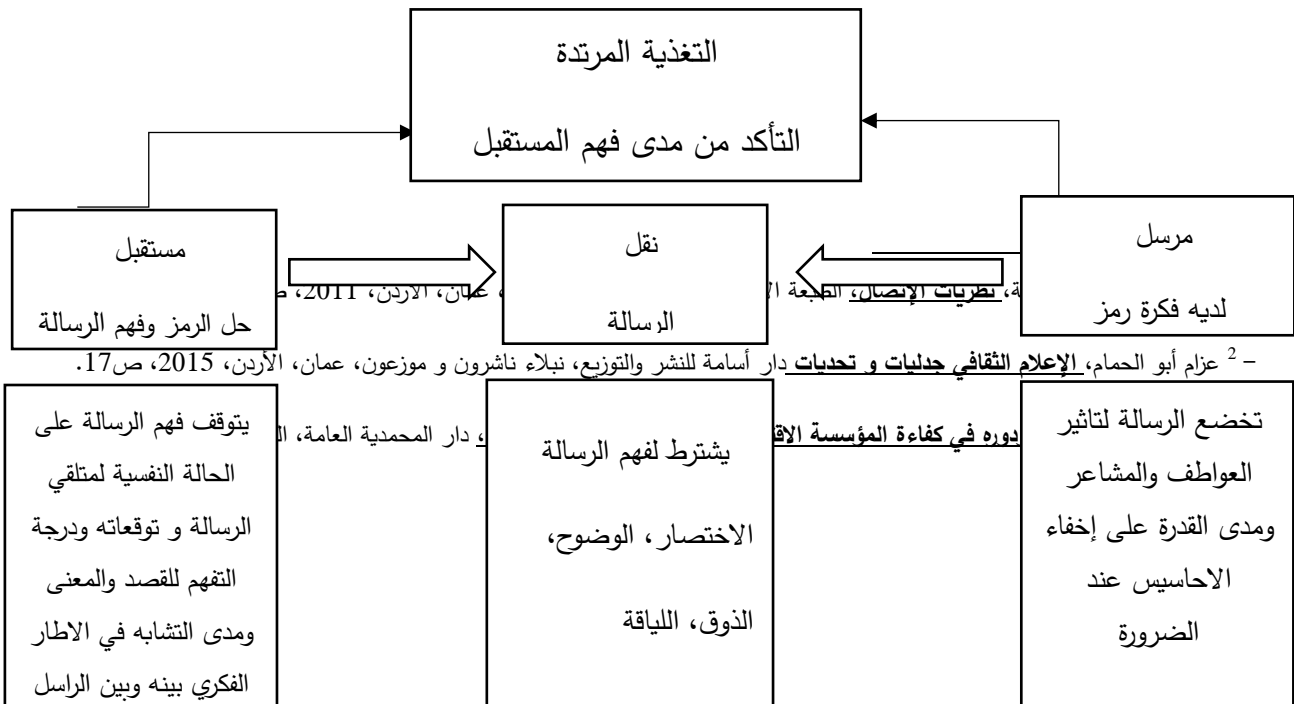 التغذية المرتدة
التأكد من مدى فهم المستقبل
مرسل
لديه فكرة رمز
نقل
الرسالة
مستقبل
حل الرمز وفهم الرسالة
نظريات الإتصال، الطبعة
، عمان، الأردن، 2011،
– 2 عزام أبو الحمام، الإعلام الثقافي جدليات و تحديات دار أسامة للنشر والتوزيع، نبلاء ناشرون و موزعون، عمان، الأردن، 2015، ص17.
دوره في كفاءة المؤسسة
، دار المحمدية العامة،
تخضع الرسالة لتاثير
العواطف والمشاعر
ومدى القدرة على إخفاء
الاحاسيس عند
الضرورة
يشترط لفهم الرسالة
الاختصار، الوضوح،
الذوق، اللياقة
يتوقف فهم الرسالة على
الحالة النفسية لمتلقي
الرسالة و توقعاته ودرجة
التفهم للقصد والمعنى
ومدى التشابه في الاطار
الفكري بينه وبين الراسل